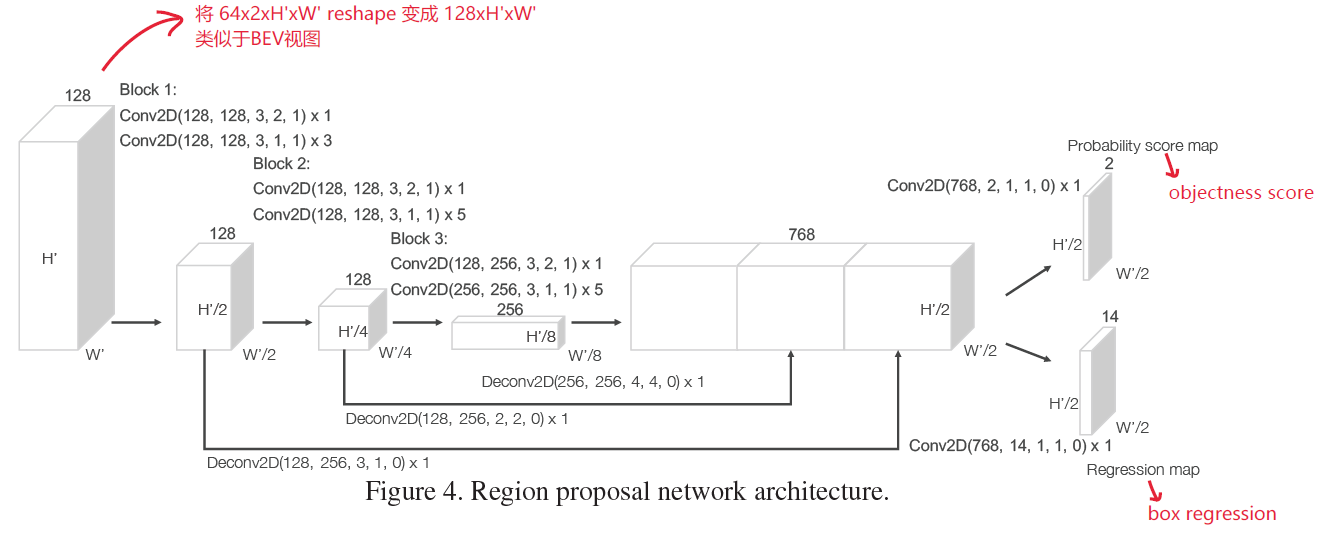 将 64x2xH'xW' reshape 变成 128xH'xW'
类似于BEV视图
128
Block 1:
Conv2D(128, 128, 3, 2, 1) x 1
Conv2D(128, 128, 3, 1, 1) x 3
Block 2:
Conv2D(128, 128, 3, 2, 1) x 1
Conv2D(128, 128, 3, 1, 1) x 5
Block 3:
Conv2D(128, 256, 3, 2, 1) x 1
Conv2D(256, 256, 3, 1, 1) x 5
H'
W'
128
H'/2
W'/2
128
H'/4
W'/4
256
H'/8
W'/8
768
H'/2
W'/2
Probability score map
2
objectness score
Conv2D(768, 2, 1, 1, 0) x 1
H'/2
W'/2
14
H'/2
W'/2
Conv2D(768, 14, 1, 1, 0) x 1
Regression map
box regression
Deconv2D(256, 256, 4, 4, 0) x 1
Deconv2D(128, 256, 2, 2, 0) x 1
Deconv2D(128, 256, 3, 1, 0) x 1
Figure 4. Region proposal network architecture.